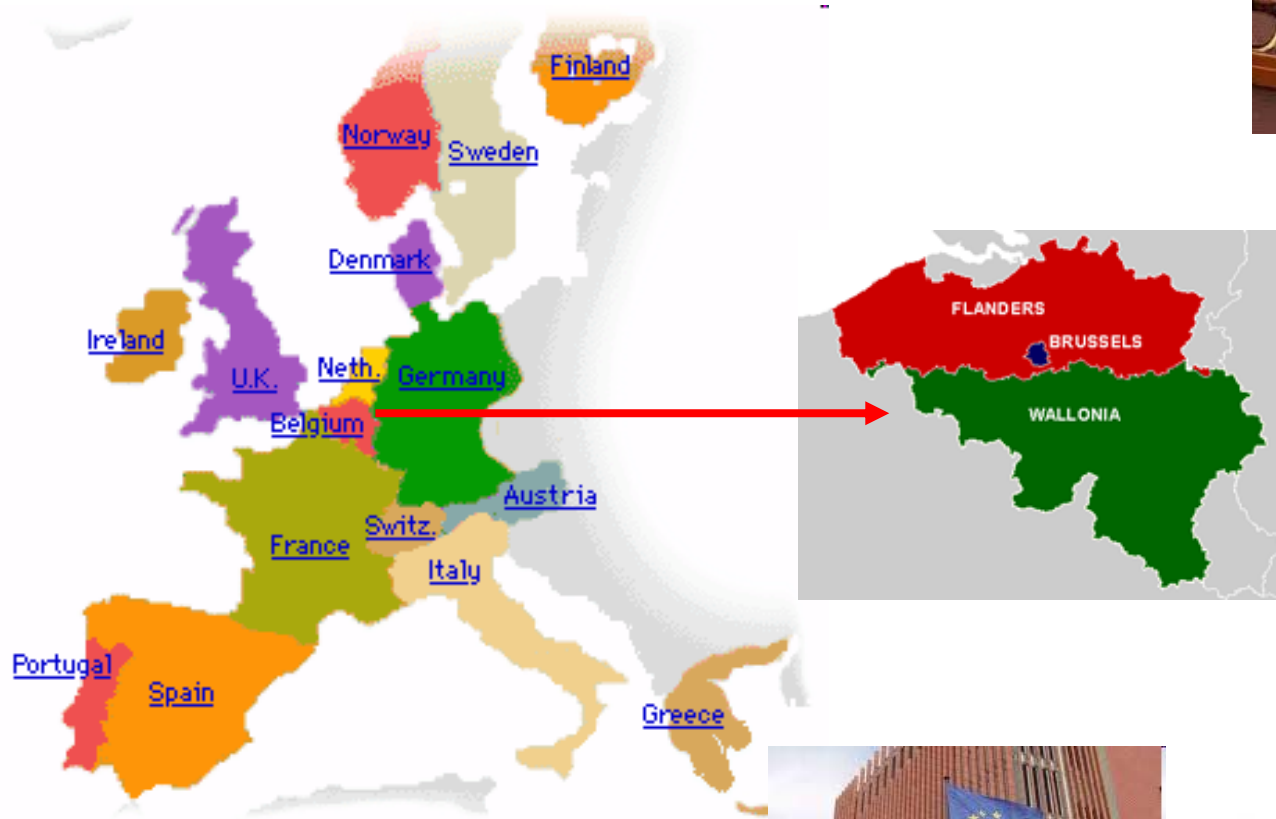 Finland
Norway
Sweden
Denmark
Ireland
Neth.
U.K.
Germany
Belgium
Austria
Switz.
France
Italy
Portugal
Spain
Greece
FLANDERS
BRUSSELS
WALLONIA